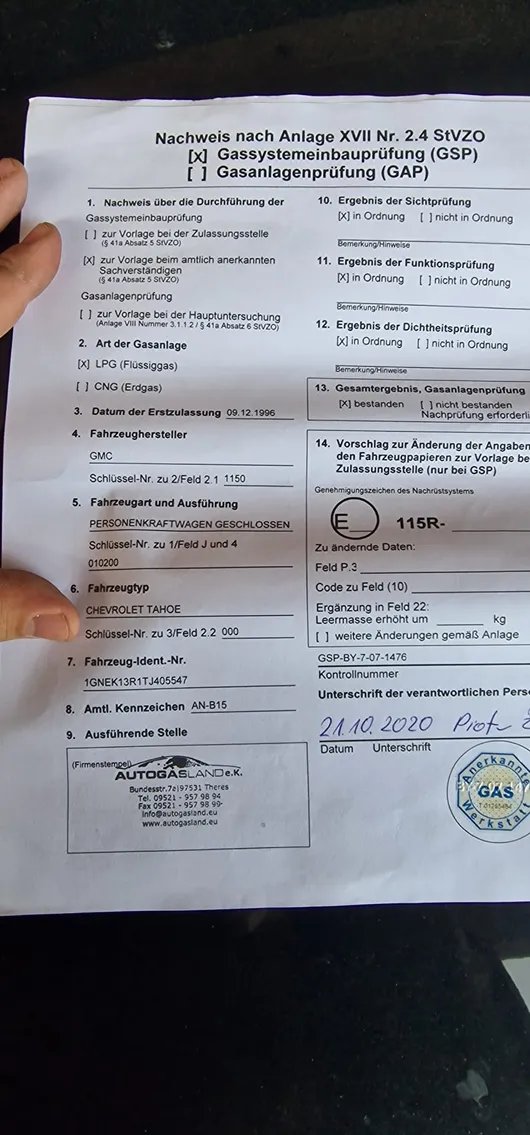 Nachweis nach Anlage XVII Nr. 2.4 StVZO
[X] Gassystemeinbauprüfung (GSP)
[ ] Gasanlagenprüfung (GAP)
1. Nachweis über die Durchführung der
Gassystemeinbauprüfung
[ ] zur Vorlage bei der Zulassungsstelle
(§ 41a Absatz 5 StVZO)
[X] zur Vorlage beim amtlich anerkannten
Sachverständigen
(§ 41a Absatz 5 StVZO)
Gasanlagenprüfung
[ ] zur Vorlage bei der Hauptuntersuchung
(Anlage VIII Nummer 3.1.1.2 / § 41a Absatz 6 StVZO)
2. Art der Gasanlage
[X] LPG (Flüssiggas)
[ ] CNG (Erdgas)
3. Datum der Erstzulassung 09.12.1996
4. Fahrzeughersteller
GMC
Schlüssel-Nr. zu 2/Feld 2.1 1150
5. Fahrzeugart und Ausführung
PERSONENKRAFTWAGEN GESCHLOSSEN
Schlüssel-Nr. zu 1/Feld J und 4
010200
6. Fahrzeugtyp
CHEVROLET TAHOE
Schlüssel-Nr. zu 3/Feld 2.2 000
7. Fahrzeug-Ident.-Nr.
1GNEK13R1TJ405547
8. Amtl. Kennzeichen AN-B15
9. Ausführende Stelle
(Firmenstempel)
AUTOGASLAND e.K.
Bundesstr.7a|97531 Theres
Tel. 09521 - 957 98 94
Fax 09521 - 957 98 99
info@autogasland.eu
www.autogasland.eu
10. Ergebnis der Sichtprüfung
[X] in Ordnung [ ] nicht in Ordnung
Bemerkung/Hinweise
11. Ergebnis der Funktionsprüfung
[X] in Ordnung [ ] nicht in Ordnung
Bemerkung/Hinweise
12. Ergebnis der Dichtheitsprüfung
[X] in Ordnung [ ] nicht in Ordnung
Bemerkung/Hinweise
13. Gesamtergebnis, Gasanlagenprüfung
[X] bestanden [ ] nicht bestanden
Nachprüfung erforderli
14. Vorschlag zur Änderung der Angaben
den Fahrzeugpapieren zur Vorlage be
Zulassungsstelle (nur bei GSP)
Genehmigungszeichen des Nachrüstsystems
E 115R-
Zu ändernde Daten:
Feld P.3
Code zu Feld (10)
Ergänzung in Feld 22:
Leermasse erhöht um kg
[ ] weitere Änderungen gemäß Anlage
GSP-BY-7-07-1476
Kontrollnummer
Unterschrift der verantwortlichen Pers
21.10.2020
Datum Unterschrift
Anerkannte
GAS
Werkstat